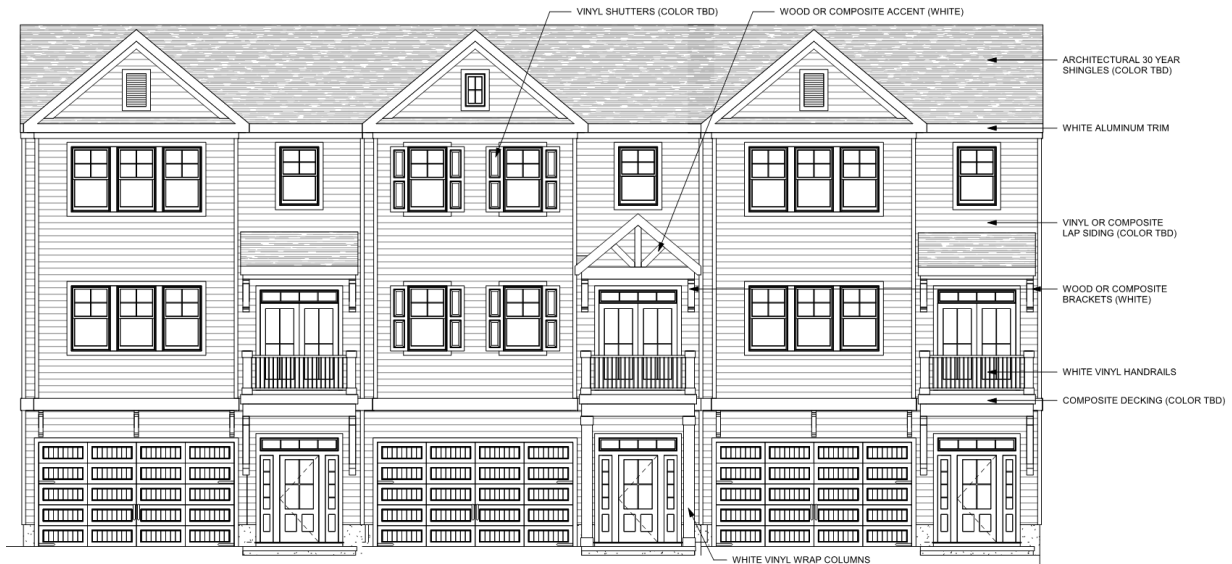 VINYL SHUTTERS (COLOR TBD)
WOOD OR COMPOSITE ACCENT (WHITE)
ARCHITECTURAL 30 YEAR
SHINGLES (COLOR TBD)
WHITE ALUMINUM TRIM
VINYL OR COMPOSITE
LAP SIDING (COLOR TBD)
WOOD OR COMPOSITE
BRACKETS (WHITE)
WHITE VINYL HANDRAILS
COMPOSITE DECKING (COLOR TBD)
WHITE VINYL WRAP COLUMNS